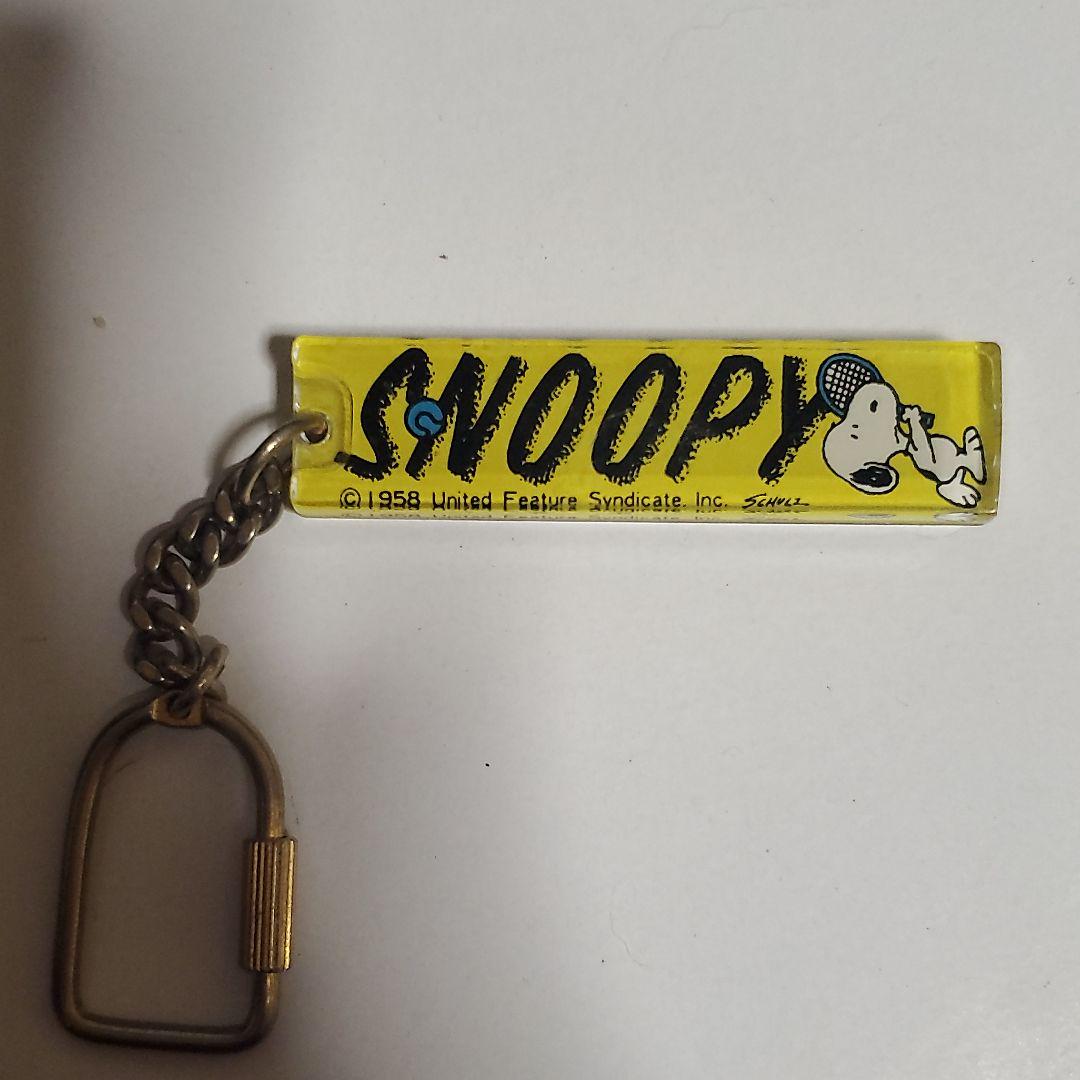 SNOOPY
© 1958 United Feature Syndicate, Inc. SCHULZ